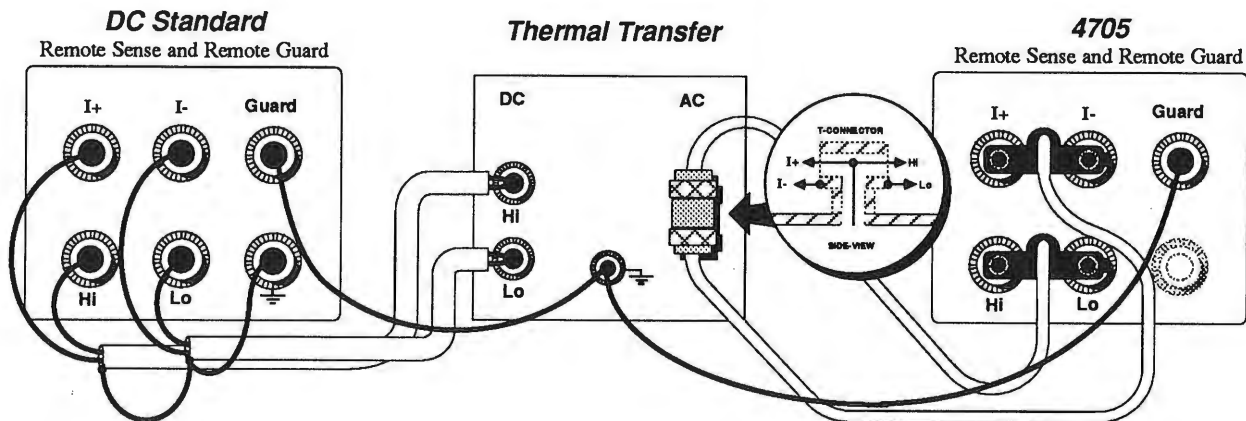 DC Standard
Remote Sense and Remote Guard
I+
I-
Guard
Hi
Lo
Thermal Transfer
DC
AC
Hi
Lo
T-CONNECTOR
I+
Hi
I-
Lo
SIDE-VIEW
4705
Remote Sense and Remote Guard
I+
I-
Guard
Hi
Lo